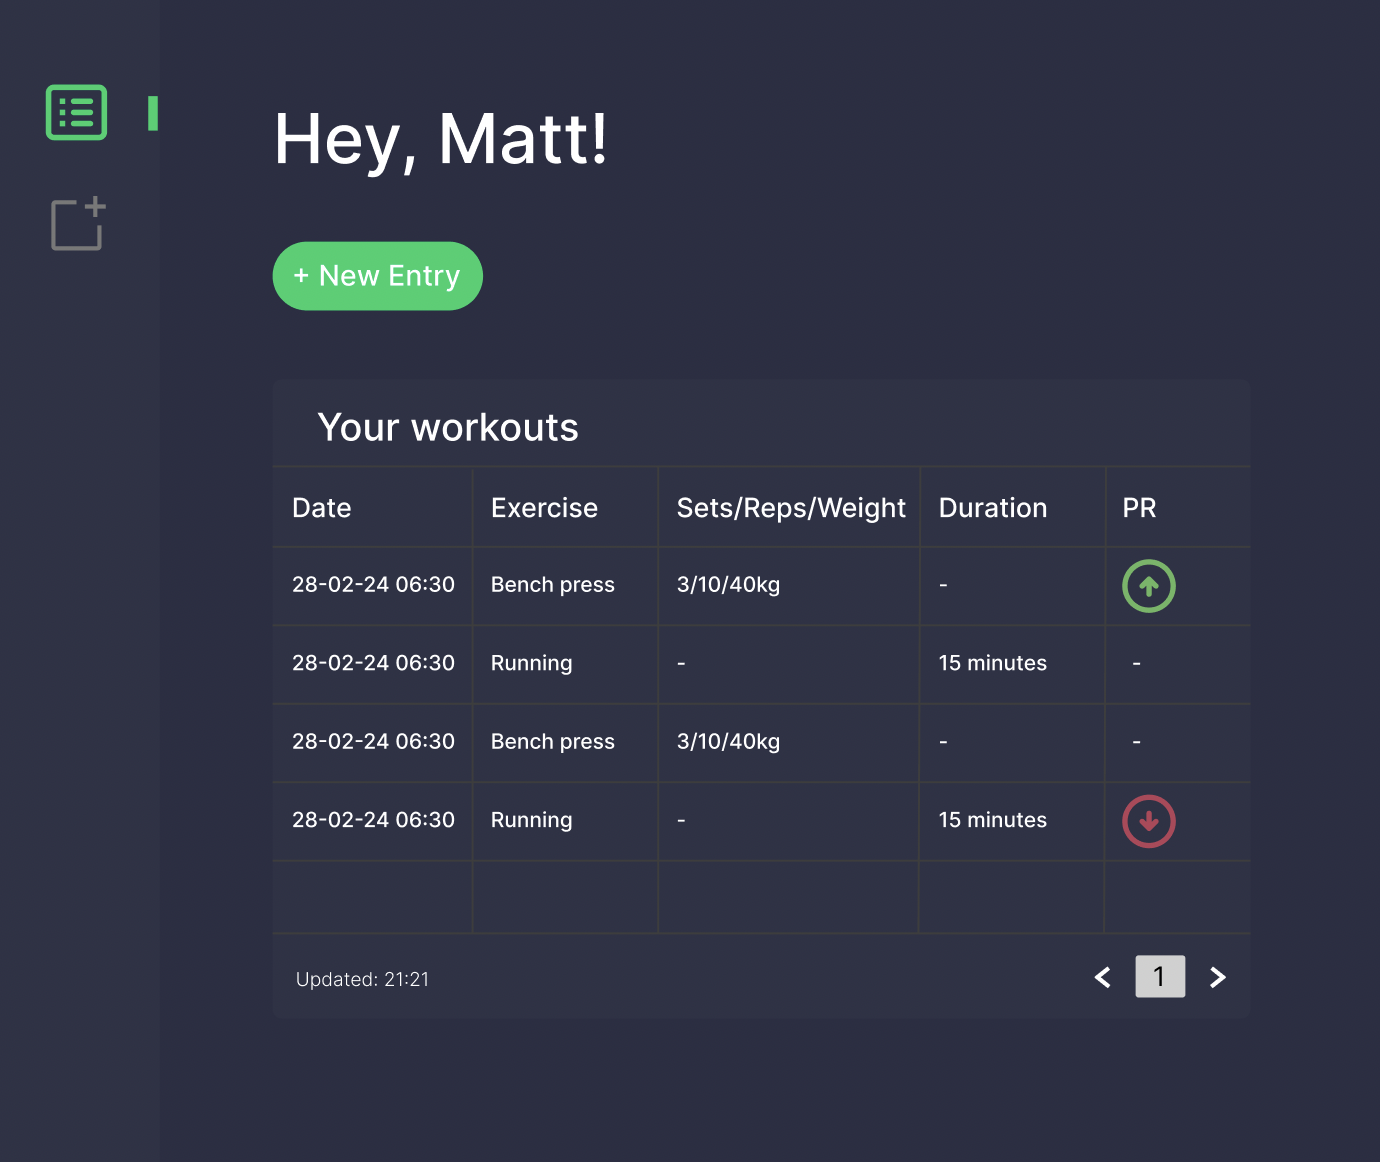 Hey, Matt!
+ New Entry
Your workouts
Date Exercise Sets/Reps/Weight Duration PR
28-02-24 06:30 Bench press 3/10/40kg -
28-02-24 06:30 Running - 15 minutes -
28-02-24 06:30 Bench press 3/10/40kg - -
28-02-24 06:30 Running - 15 minutes
Updated: 21:21 < 1 >